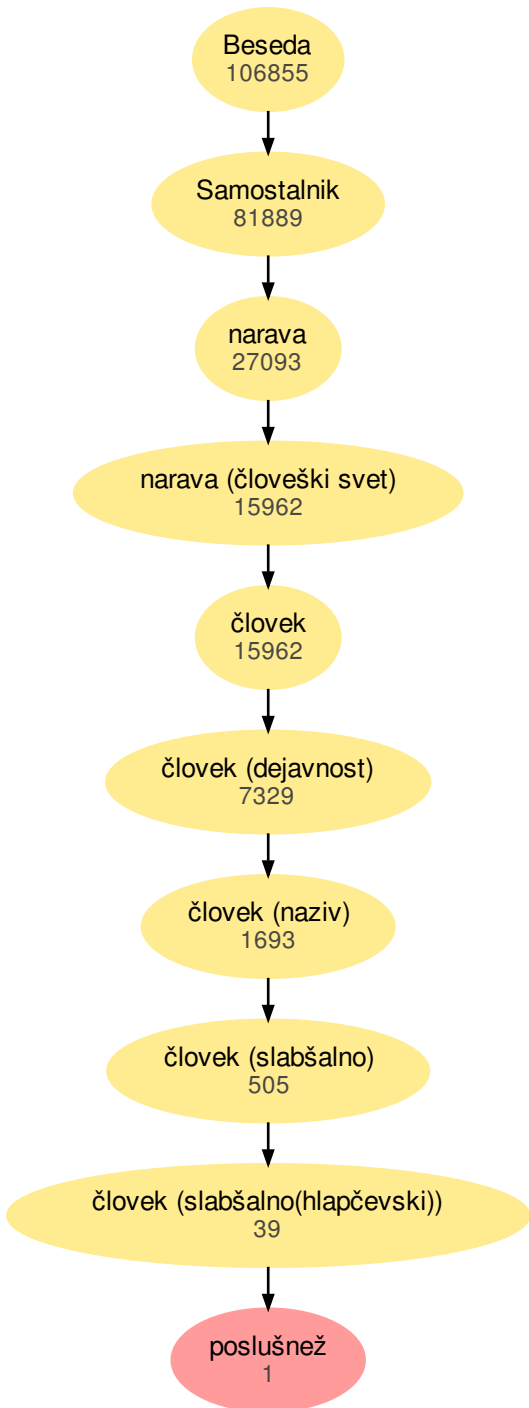 Beseda
106855
Samostalnik
81889
narava
27093
narava (človeški svet)
15962
človek
15962
človek (dejavnost)
7329
človek (naziv)
1693
človek (slabšalno)
505
človek (slabšalno(hlapčevski))
39
poslušnež
1